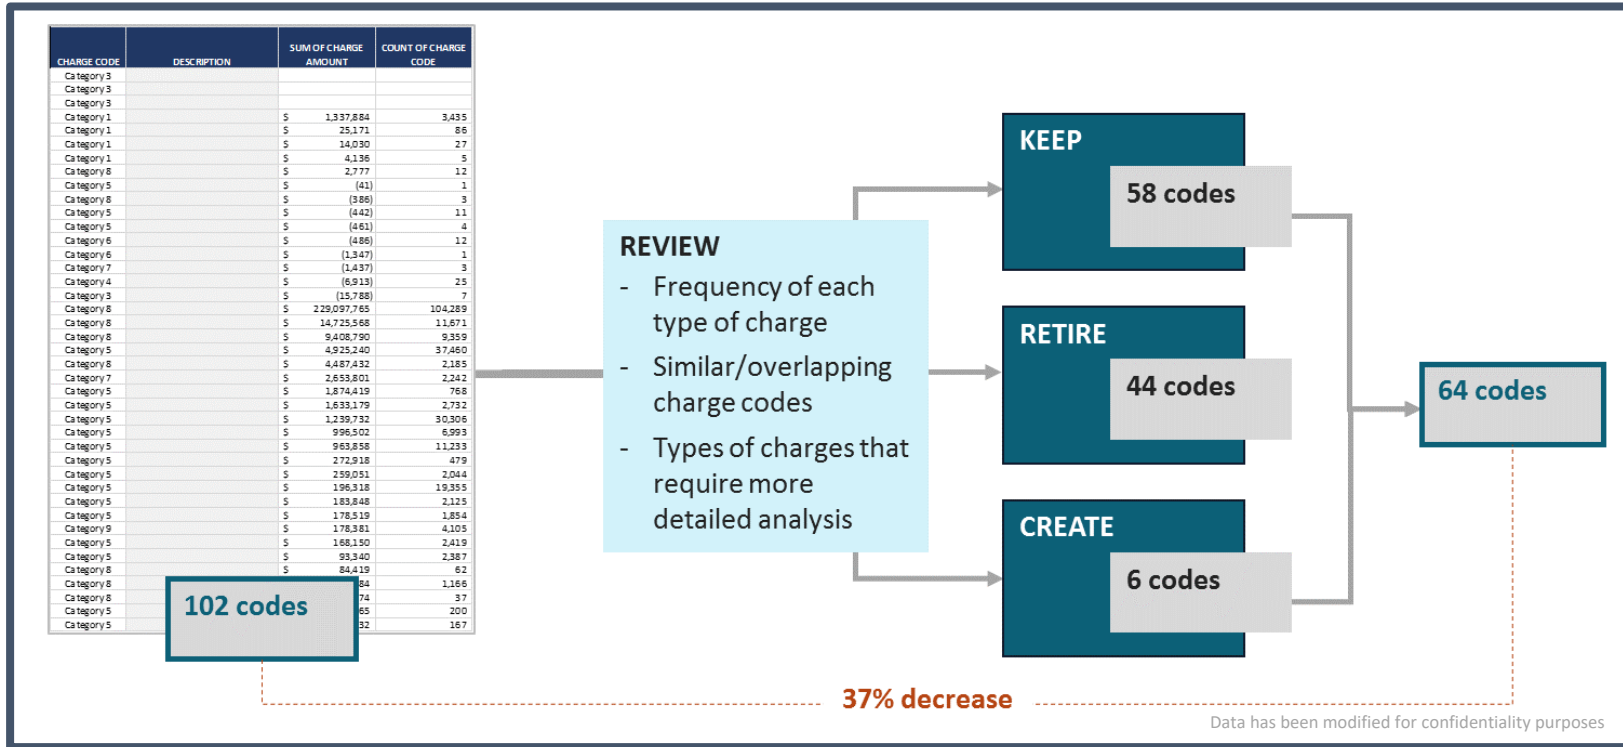 CHARGE CODE DESCRIPTION SUM OF CHARGE AMOUNT COUNT OF CHARGE CODE
Category 3
Category 3
Category 3
Category 1 $ 1,337,884 3,435
Category 1 $ 25,171 86
Category 1 $ 14,030 27
Category 1 $ 4,136 5
Category 8 $ 2,777 12
Category 5 $ (41) 1
Category 8 $ (386) 3
Category 5 $ (442) 11
Category 5 $ (461) 4
Category 6 $ (486) 12
Category 6 $ (1,347) 1
Category 7 $ (1,437) 3
Category 4 $ (6,913) 25
Category 3 $ (15,788) 7
Category 8 $ 229,097,765 104,289
Category 8 $ 14,725,568 11,671
Category 8 $ 9,408,790 9,359
Category 5 $ 4,925,240 37,460
Category 8 $ 4,487,432 2,185
Category 7 $ 2,653,801 2,242
Category 5 $ 1,874,419 768
Category 5 $ 1,633,179 2,732
Category 5 $ 1,239,732 30,306
Category 5 $ 996,502 6,993
Category 5 $ 963,858 11,233
Category 5 $ 272,918 479
Category 5 $ 259,051 2,044
Category 5 $ 196,318 19,355
Category 5 $ 183,848 2,125
Category 5 $ 178,519 1,854
Category 9 $ 178,381 4,105
Category 5 $ 168,150 2,419
Category 5 $ 93,340 2,387
Category 8 $ 84,419 62
Category 8 84 1,166
Category 8 74 37
Category 5 65 200
Category 5 32 167
102 codes
REVIEW
- Frequency of each
type of charge
- Similar/overlapping
charge codes
- Types of charges that
require more
detailed analysis
KEEP
58 codes
RETIRE
44 codes
CREATE
6 codes
64 codes
37% decrease
Data has been modified for confidentiality purposes